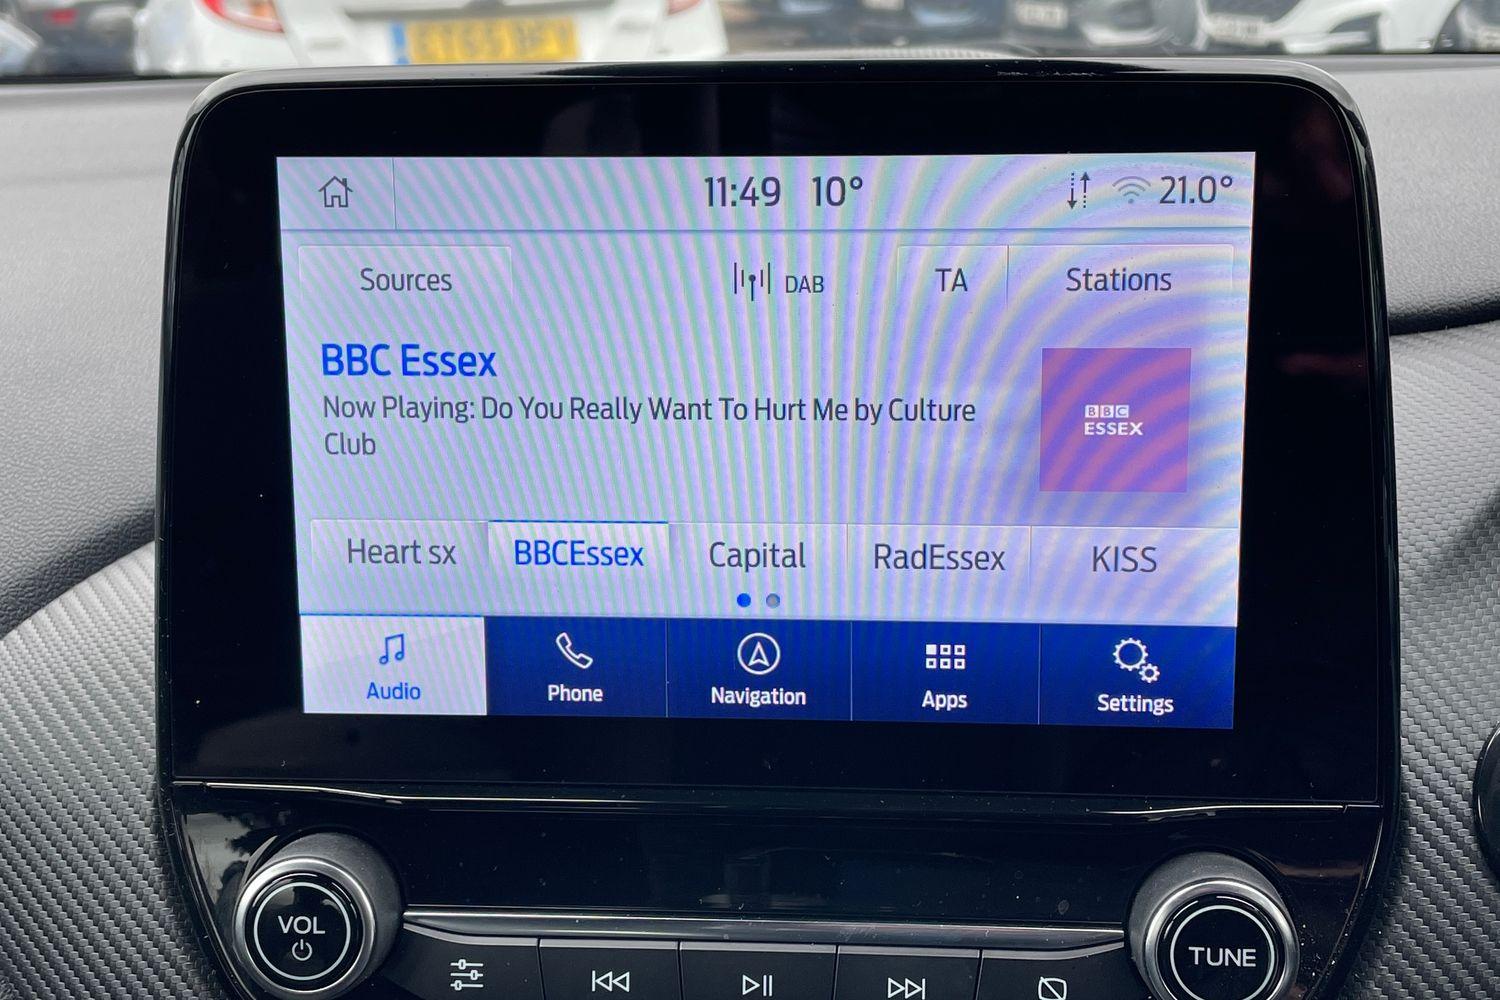 11:49 10° 21.0°
Sources DAB TA Stations
BBC Essex
Now Playing: Do You Really Want To Hurt Me by Culture
Club
BBC
ESSEX
Heart sx BBCEssex Capital RadEssex KISS
Audio Phone Navigation Apps Settings
VOL
TUNE